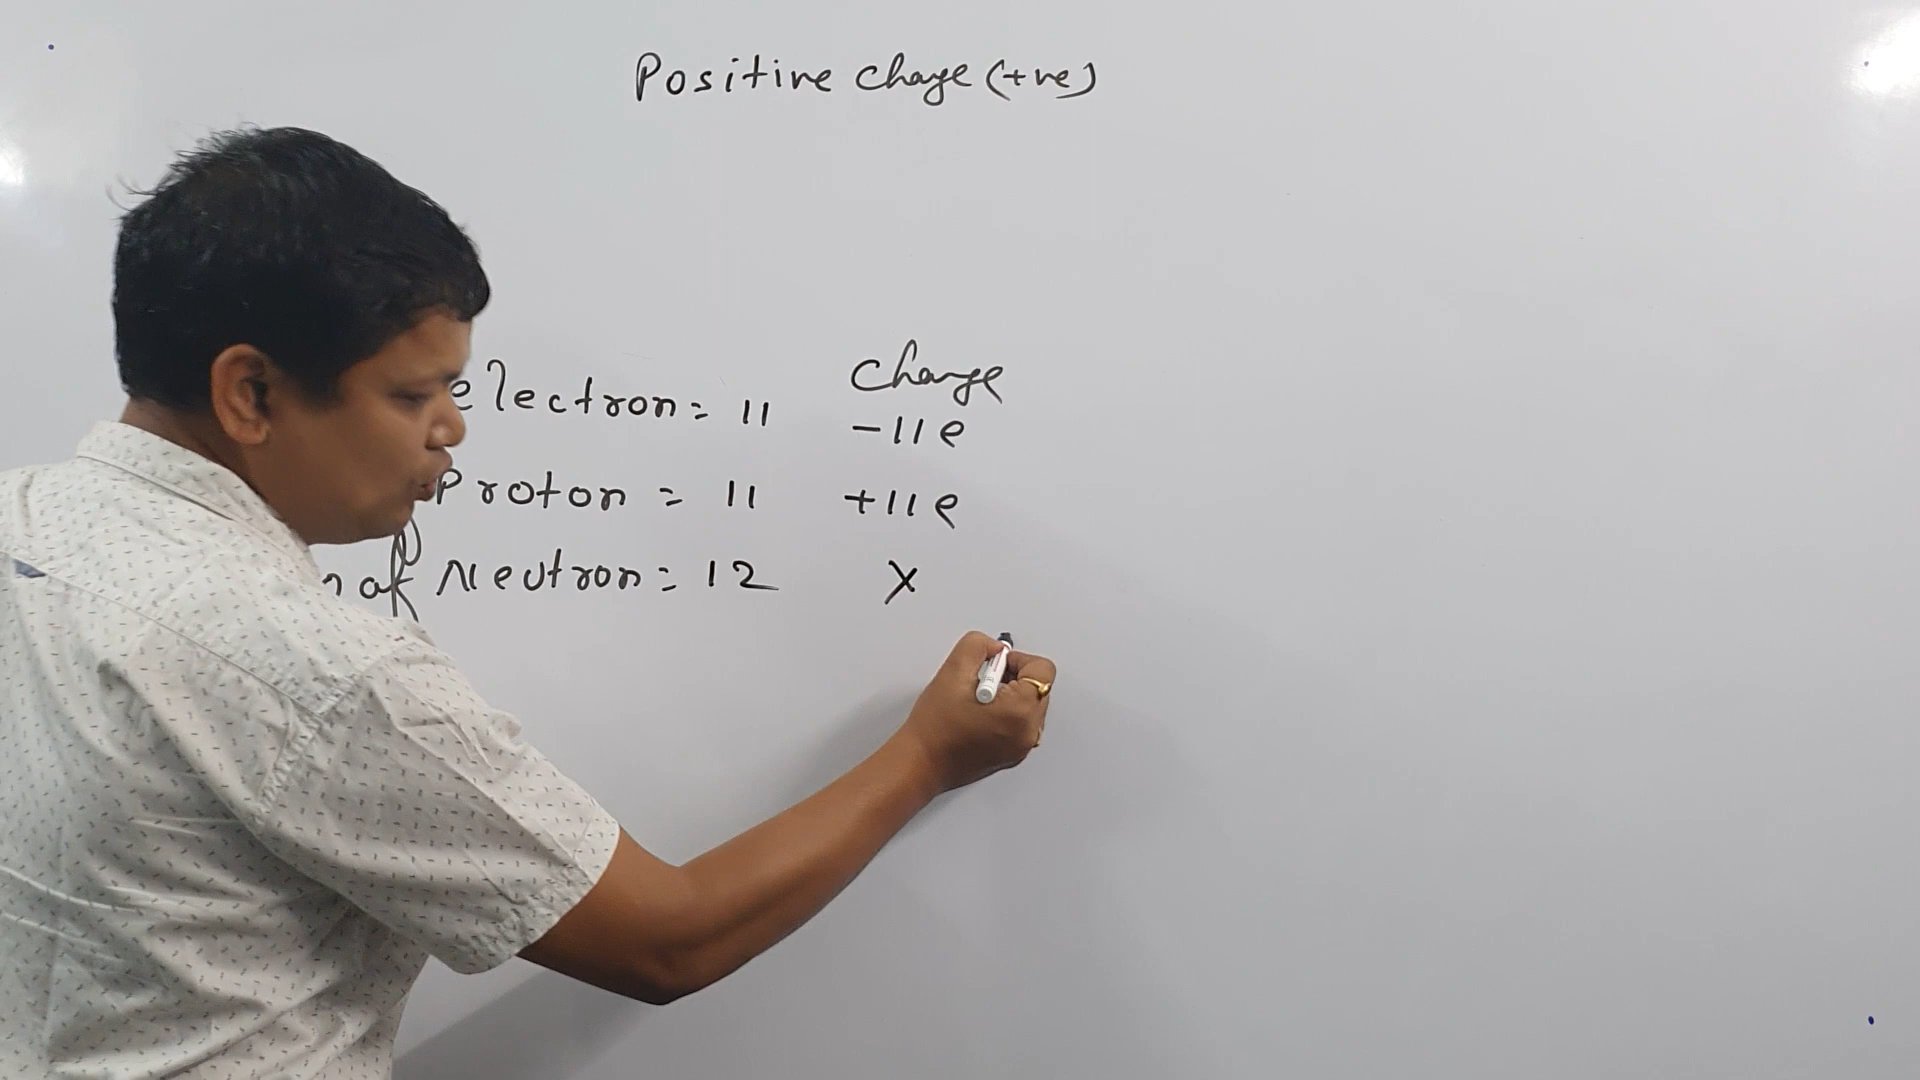 Positive charge (+ve)
charge
electron = 11 -11e
Proton = 11 +11e
of Neutron = 12 X